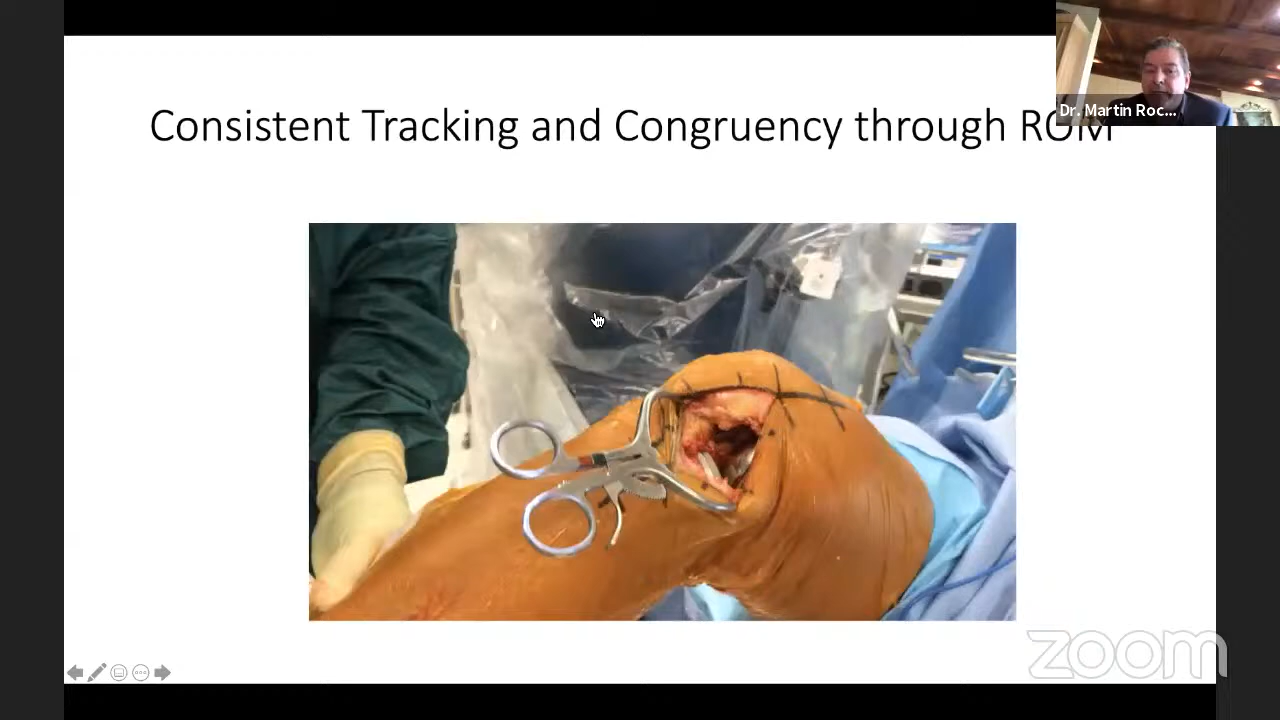 Consistent Tracking and Congruency through ROM
Dr. Martin Roc...
zoom